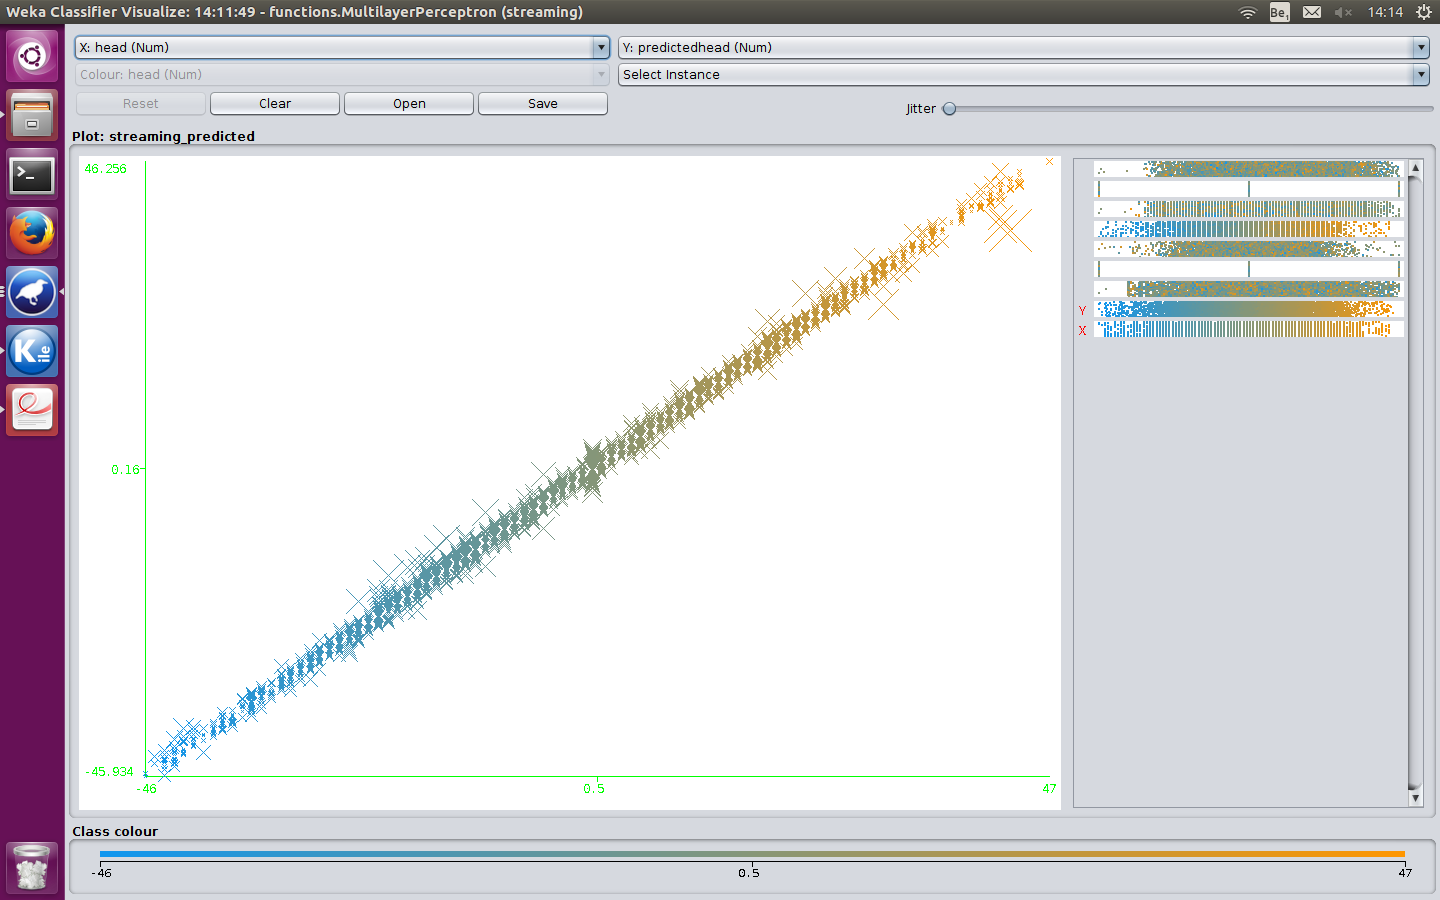 Weka Classifier Visualize: 14:11:49 - functions.MultilayerPerceptron (streaming)
Be1
14:14
X: head (Num)
Y: predictedhead (Num)
Colour: head (Num)
Select Instance
Reset
Clear
Open
Save
Jitter
Plot: streaming_predicted
46.256
0.16
-45.934
-46
0.5
47
Y
X
Kile
Class colour
-46
0.5
47